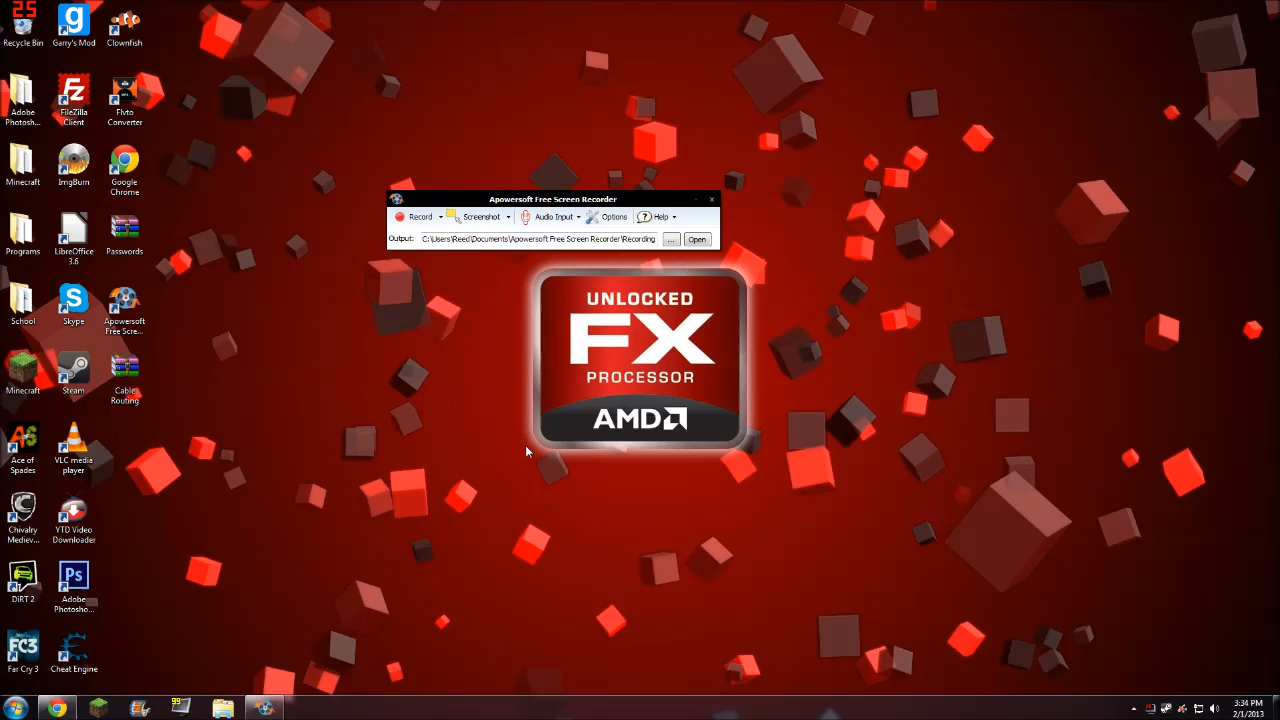 25
Recycle Bin
Garry's Mod
Clownfish
Adobe
Photosh...
FileZilla
Client
Flvto
Converter
Minecraft
ImgBurn
Google
Chrome
Programs
LibreOffice
3.6
Passwords
School
Skype
Apowersoft
Free Scre...
Minecraft
Steam
Cable
Routing
Ace of
Spades
VLC media
player
Chivalry
Mediev...
YTD Video
Downloader
DiRT 2
Ps
Adobe
Photosho...
FC3
Far Cry 3
Cheat Engine
Apowersoft Free Screen Recorder
Record Screenshot Audio Input Options Help
Output: C:\Users\Reed\Documents\Apowersoft Free Screen Recorder\Recording ... Open
UNLOCKED
FX
PROCESSOR
AMD
99
3:34 PM
2/1/2013